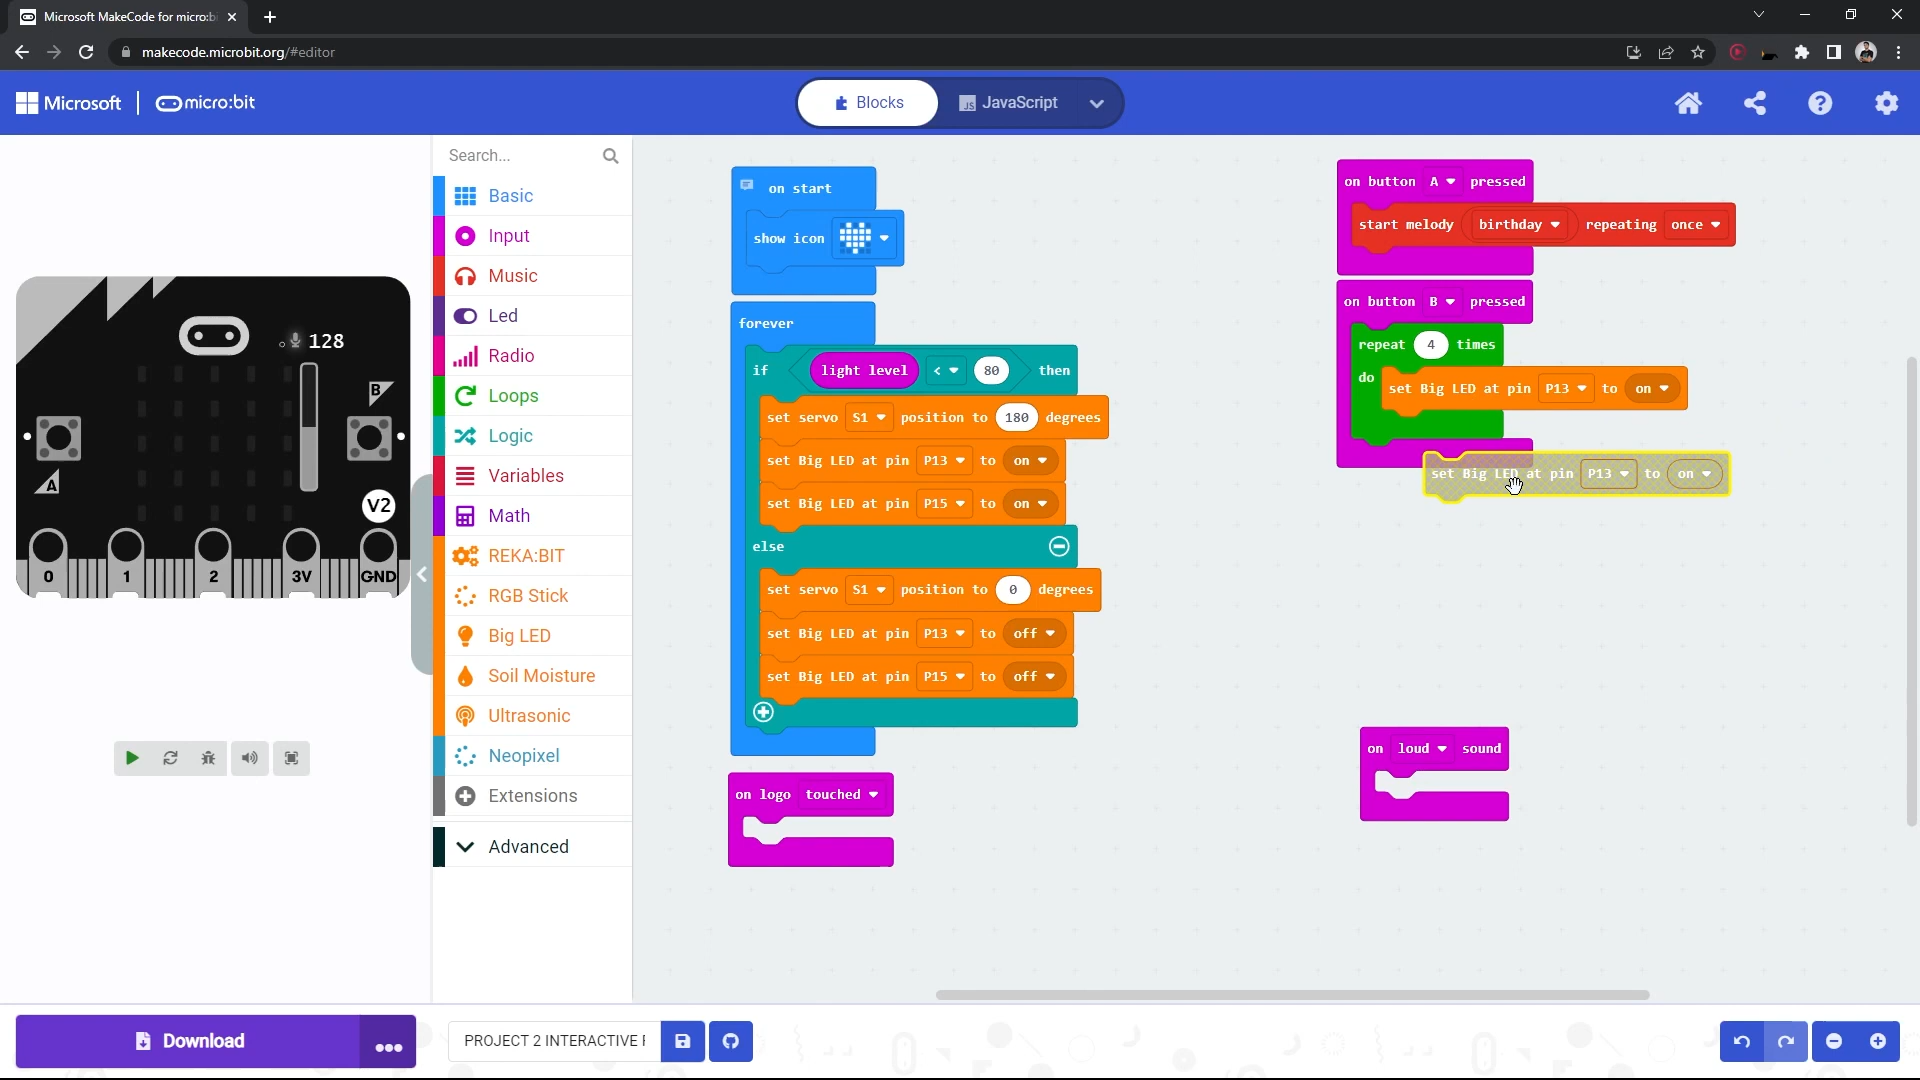 Microsoft MakeCode for micro:bi
makecode.microbit.org/#editor
Microsoft micro:bit
Blocks
JS JavaScript
Search...
Basic
Input
Music
Led
Radio
Loops
Logic
Variables
Math
REKA:BIT
RGB Stick
Big LED
Soil Moisture
Ultrasonic
Neopixel
Extensions
Advanced
128
B
A
V2
0 1 2 3V GND
on start
show icon
forever
if light level < 80 then
set servo S1 position to 180 degrees
set Big LED at pin P13 to on
set Big LED at pin P15 to on
else
set servo S1 position to 0 degrees
set Big LED at pin P13 to off
set Big LED at pin P15 to off
on logo touched
on button A pressed
start melody birthday repeating once
on button B pressed
repeat 4 times
do set Big LED at pin P13 to on
set Big LED at pin P13 to on
on loud sound
Download
PROJECT 2 INTERACTIVE